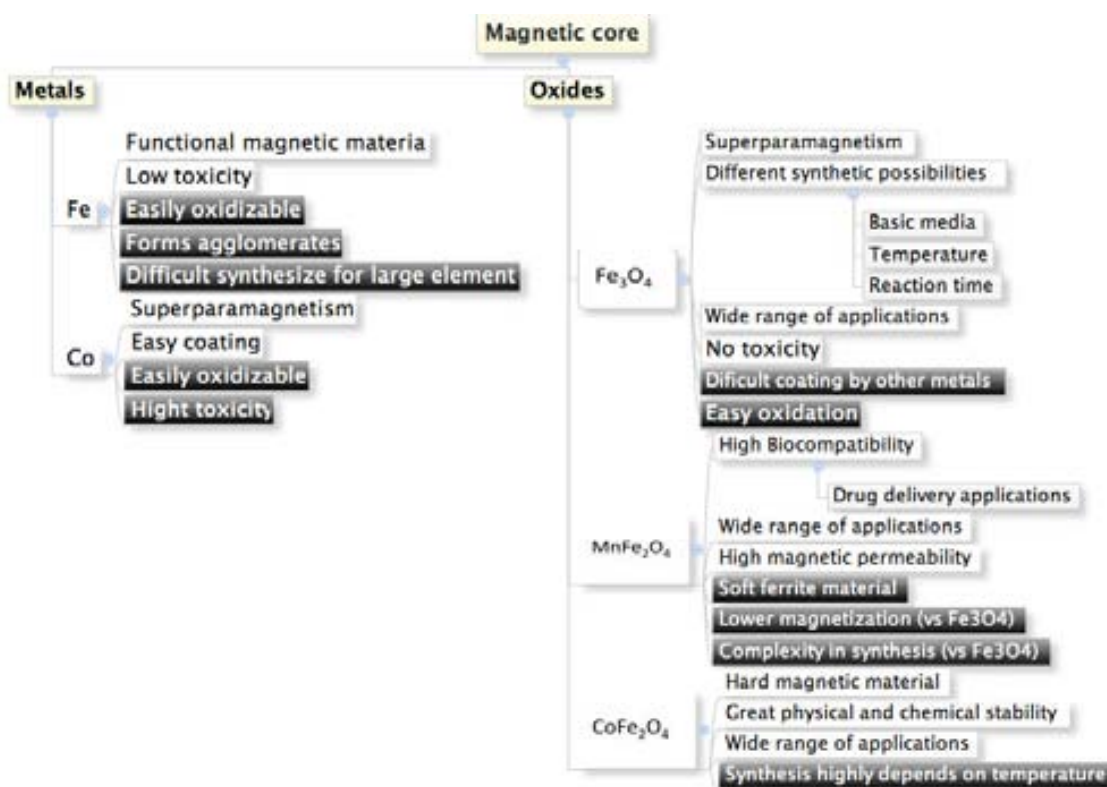 Magnetic core
Metals
Oxides
Fe
Functional magnetic materia
Low toxicity
Easily oxidizable
Forms agglomerates
Difficult synthesize for large element
Co
Superparamagnetism
Easy coating
Easily oxidizable
Hight toxicity
Fe₃O₄
Superparamagnetism
Different synthetic possibilities
Basic media
Temperature
Reaction time
Wide range of applications
No toxicity
Dificult coating by other metals
Easy oxidation
MnFe₂O₄
High Biocompatibility
Drug delivery applications
Wide range of applications
High magnetic permeability
Soft ferrite material
Lower magnetization (vs Fe3O4)
Complexity in synthesis (vs Fe3O4)
CoFe₂O₄
Hard magnetic material
Great physical and chemical stability
Wide range of applications
Synthesis highly depends on temperature